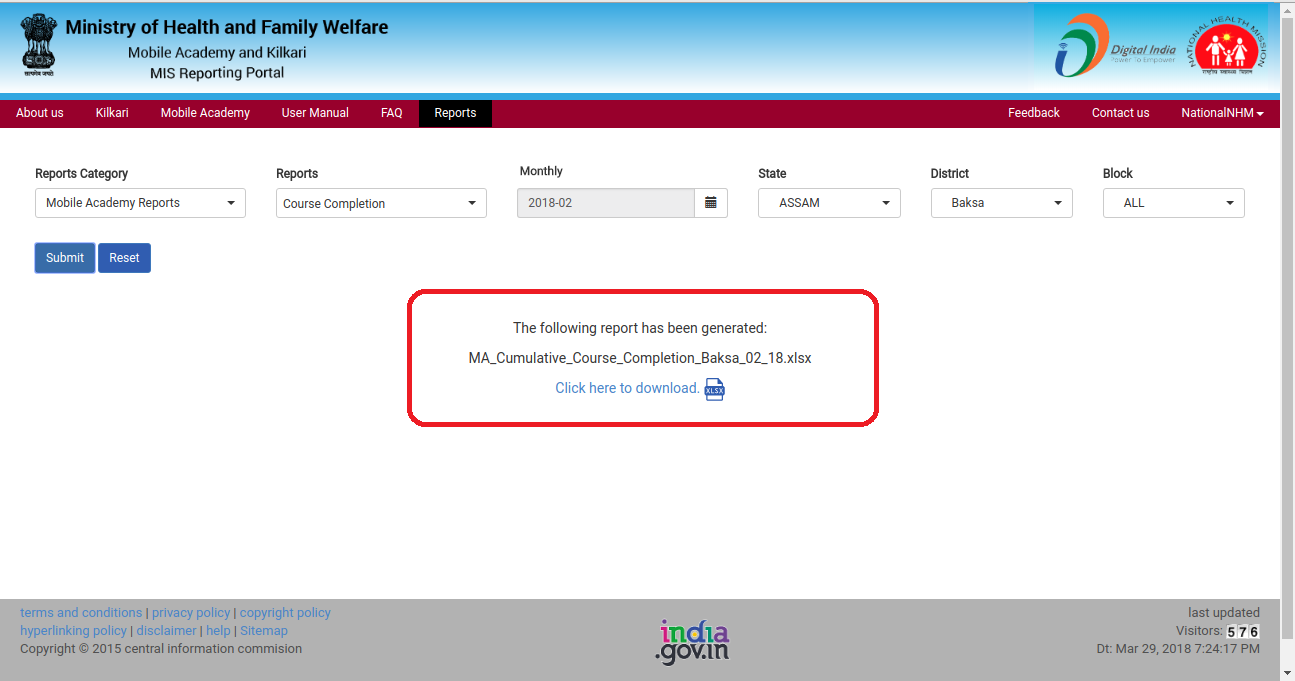 Ministry of Health and Family Welfare
Mobile Academy and Kilkari
MIS Reporting Portal
सत्यमेव जयते
Digital India
Power To Empower
NATIONAL HEALTH MISSION
राष्ट्रीय स्वास्थ्य मिशन
About us Kilkari Mobile Academy User Manual FAQ Reports Feedback Contact us NationalNHM
Reports Category Reports Monthly State District Block
Mobile Academy Reports Course Completion 2018-02 ASSAM Baksa ALL
Submit Reset
The following report has been generated:
MA_Cumulative_Course_Completion_Baksa_02_18.xlsx
Click here to download. XLSX
terms and conditions | privacy policy | copyright policy
hyperlinking policy | disclaimer | help | Sitemap
Copyright © 2015 central information commision
india
.gov.in
last updated
Visitors: 576
Dt: Mar 29, 2018 7:24:17 PM